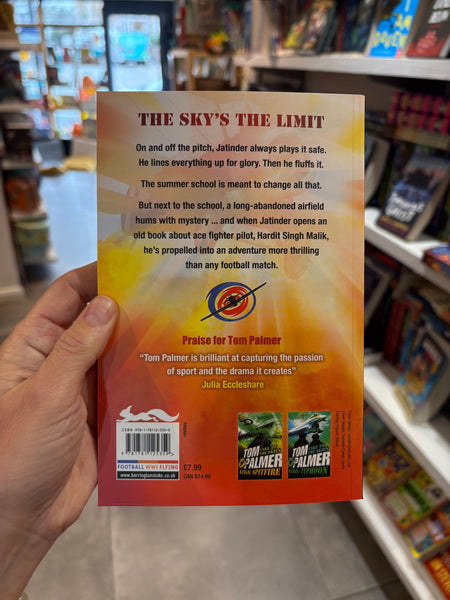 THE SKY'S THE LIMIT
On and off the pitch, Jatinder always plays it safe.
He lines everything up for glory. Then he fluffs it.
The summer school is meant to change all that.
But next to the school, a long-abandoned airfield
hums with mystery ... and when Jatinder opens an
old book about ace fighter pilot, Hardit Singh Malik,
he's propelled into an adventure more thrilling
than any football match.
Praise for Tom Palmer
"Tom Palmer is brilliant at capturing the passion
of sport and the drama it creates"
Julia Eccleshare
FOOTBALL WW1 FLYING
www.barringtonstoke.co.uk
£7.99
CAN $14.99
TOM
PALMER
WINGS: SPITFIRE
TOM
PALMER
WINGS: TYPHOON
I AM